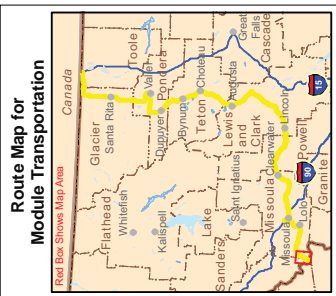 Route Map for
Module Transportation
Red Box Shows Map Area
Canada
Glacier
Toole
Santa Rita
Flathead
Whitefish
Valier
Pondera
Dupuyer
Kalispell
Bynum
Choteau
Teton
Lake
Augusta
Great
Falls
Cascade
Lewis
and
Clark
Saint Ignatius
Sanders
Lincoln
Missoula
Clearwater
Powell
Missoula
Lolo
Granite
15
90